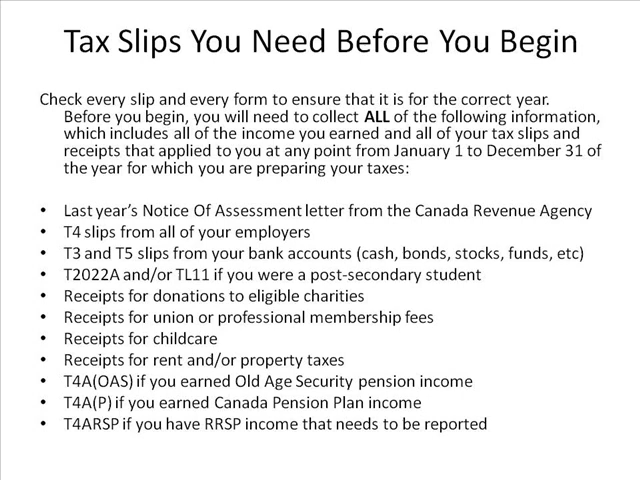 Tax Slips You Need Before You Begin
Check every slip and every form to ensure that it is for the correct year.
Before you begin, you will need to collect ALL of the following information,
which includes all of the income you earned and all of your tax slips and
receipts that applied to you at any point from January 1 to December 31 of
the year for which you are preparing your taxes:
• Last year's Notice Of Assessment letter from the Canada Revenue Agency
• T4 slips from all of your employers
• T3 and T5 slips from your bank accounts (cash, bonds, stocks, funds, etc)
• T2022A and/or TL11 if you were a post-secondary student
• Receipts for donations to eligible charities
• Receipts for union or professional membership fees
• Receipts for childcare
• Receipts for rent and/or property taxes
• T4A(OAS) if you earned Old Age Security pension income
• T4A(P) if you earned Canada Pension Plan income
• T4ARSP if you have RRSP income that needs to be reported